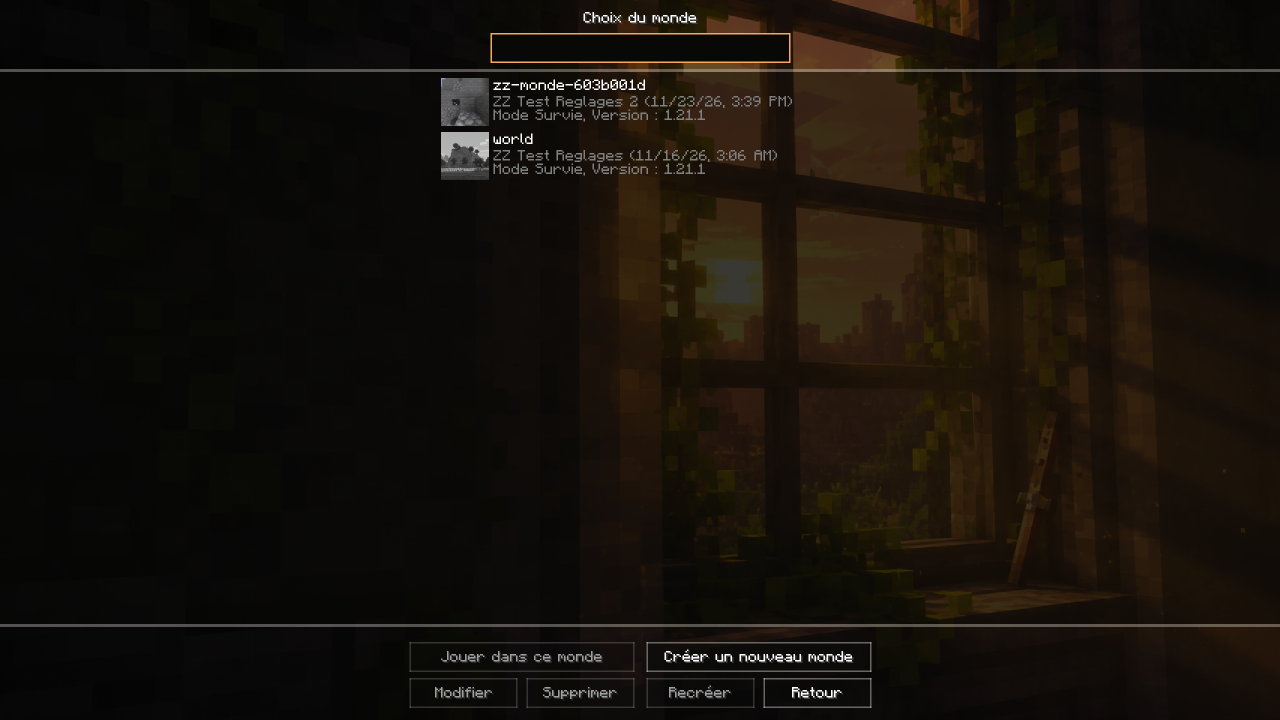 Choix du monde
zz-monde-603b001d
ZZ Test Reglages 2 (11/23/26, 3:39 PM)
Mode Survie, Version : 1.21.1
world
ZZ Test Reglages (11/16/26, 3:06 AM)
Mode Survie, Version : 1.21.1
Jouer dans ce monde
Créer un nouveau monde
Modifier
Supprimer
Recréer
Retour